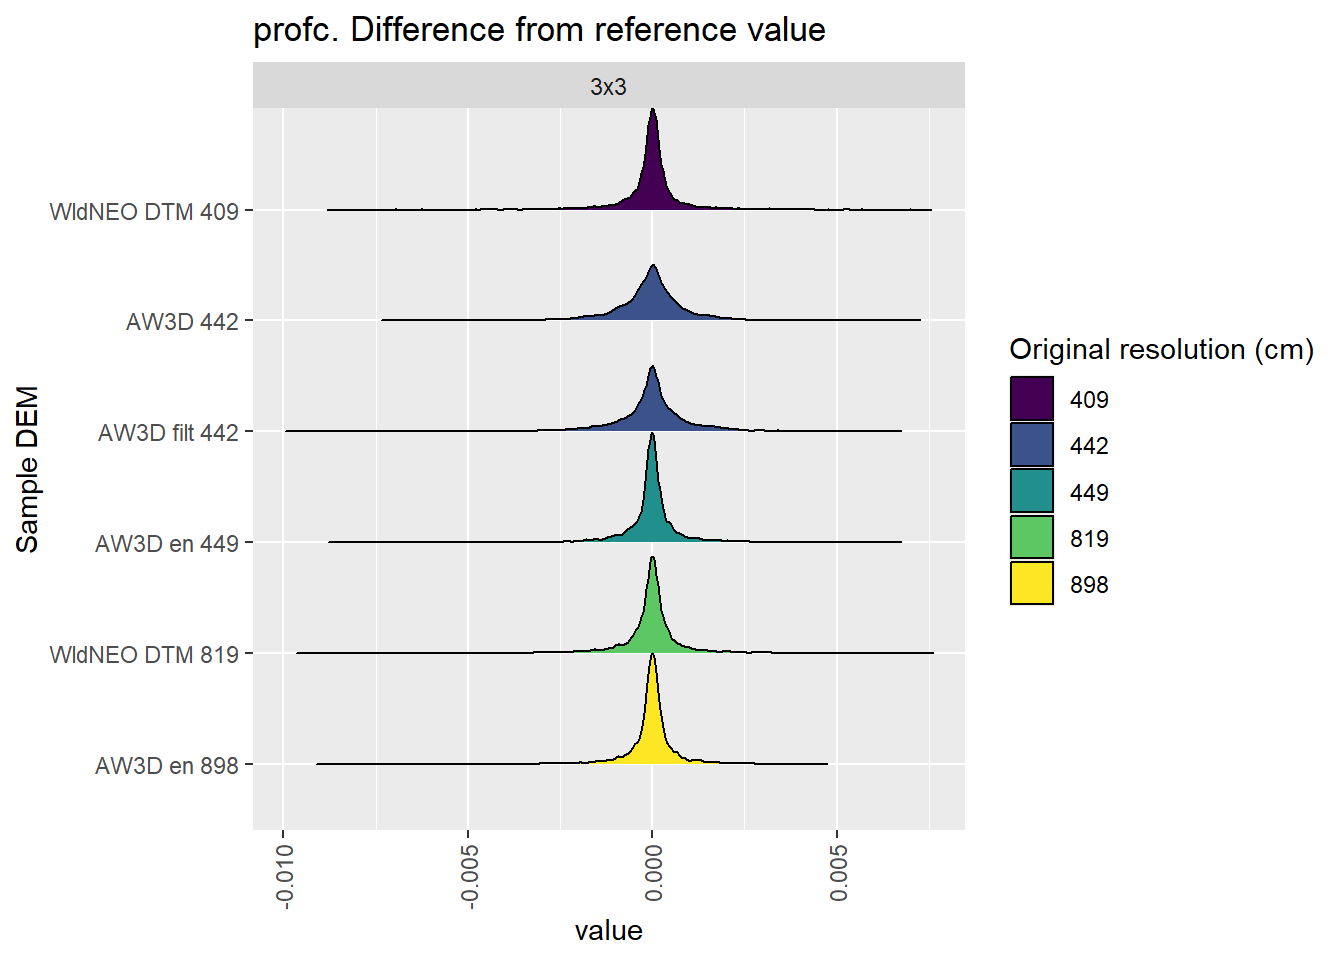 profc. Difference from reference value
3x3
Sample DEM
WldNEO DTM 409
AW3D 442
AW3D filt 442
AW3D en 449
WldNEO DTM 819
AW3D en 898
-0.010
-0.005
0.000
0.005
value
Original resolution (cm)
409
442
449
819
898